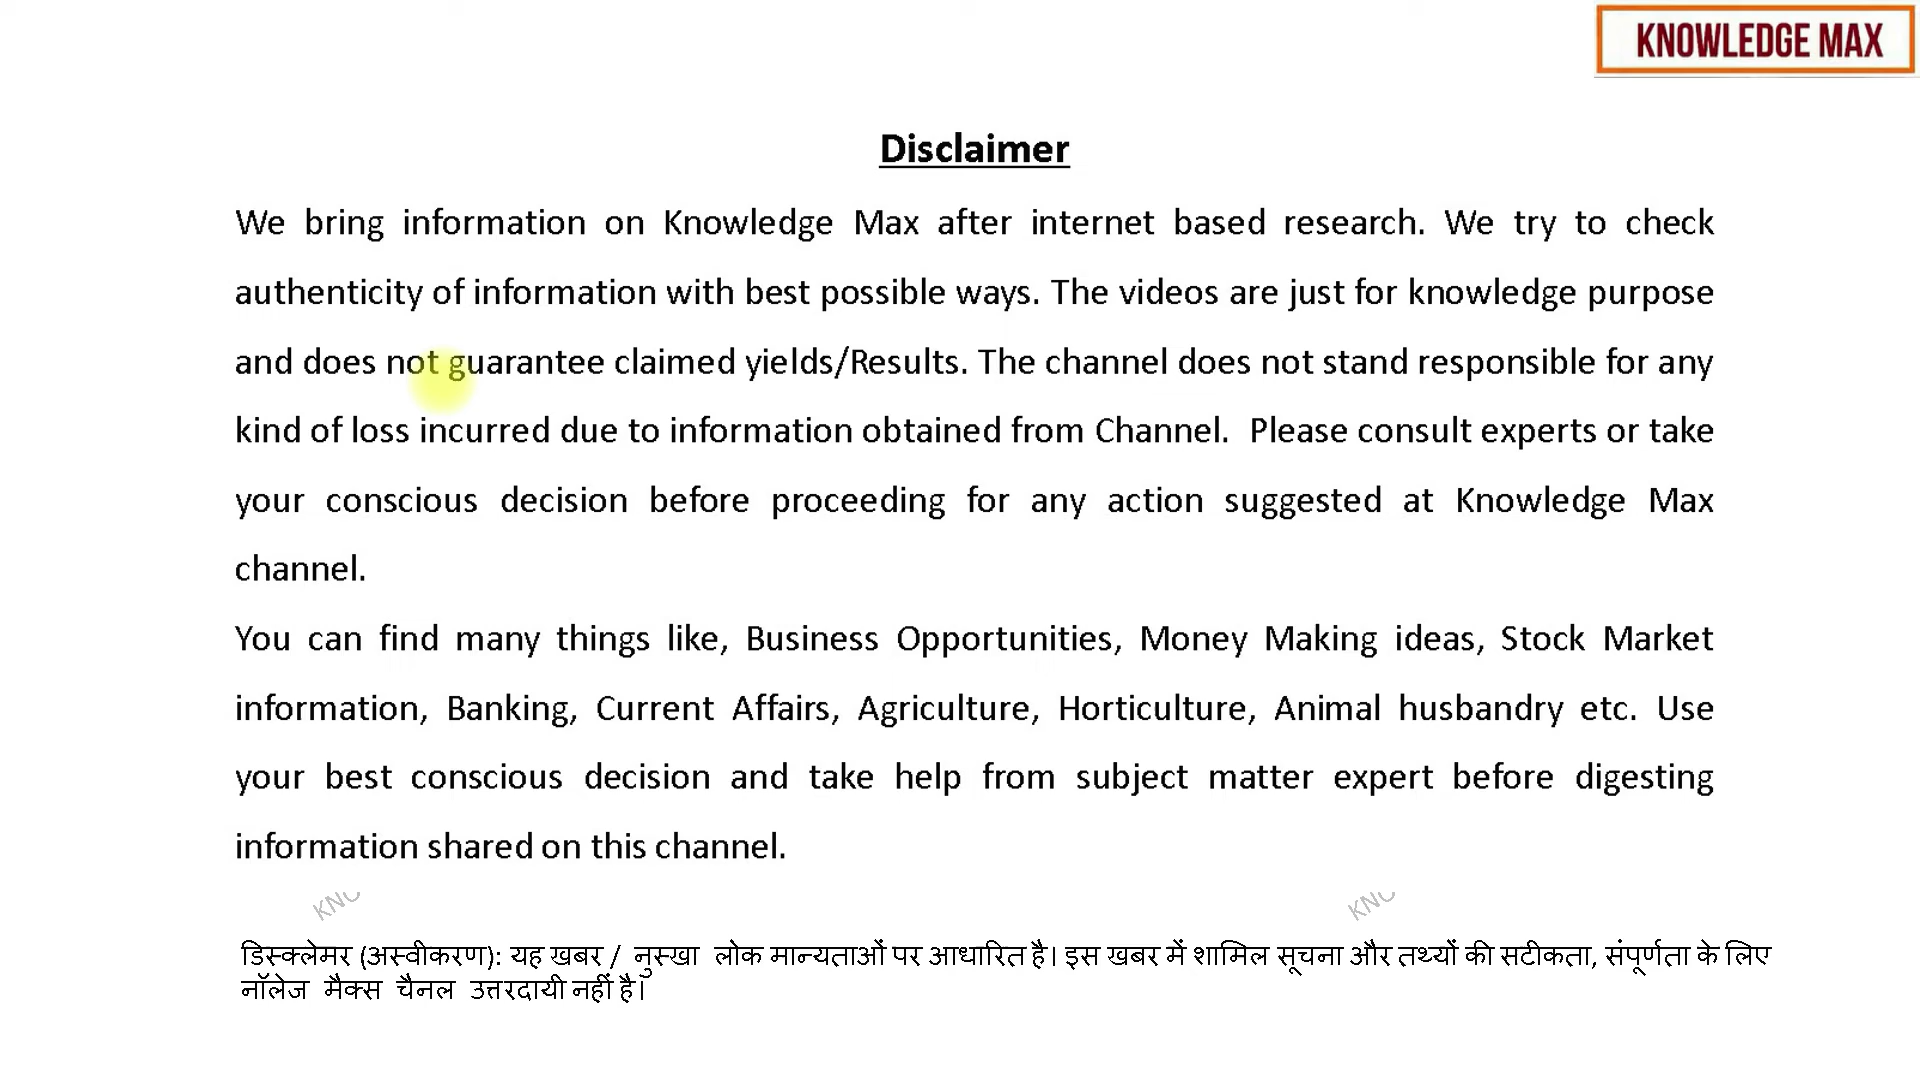 KNOWLEDGE MAX
Disclaimer
We bring information on Knowledge Max after internet based research. We try to check
authenticity of information with best possible ways. The videos are just for knowledge purpose
and does not guarantee claimed yields/Results. The channel does not stand responsible for any
kind of loss incurred due to information obtained from Channel. Please consult experts or take
your conscious decision before proceeding for any action suggested at Knowledge Max
channel.
You can find many things like, Business Opportunities, Money Making ideas, Stock Market
information, Banking, Current Affairs, Agriculture, Horticulture, Animal husbandry etc. Use
your best conscious decision and take help from subject matter expert before digesting
information shared on this channel.
डिस्क्लेमर (अस्वीकरण): यह खबर / नुस्खा लोक मान्यताओं पर आधारित है। इस खबर में शामिल सूचना और तथ्यों की सटीकता, संपूर्णता के लिए
नॉलेज मैक्स चैनल उत्तरदायी नहीं है।